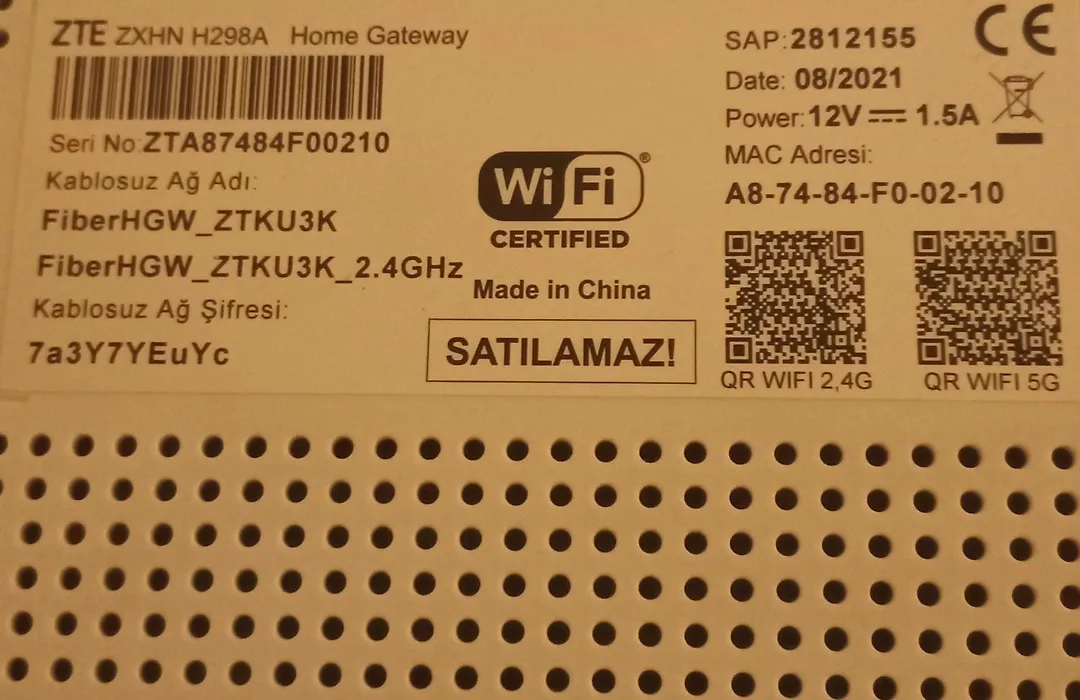 ZTE ZXHN H298A Home Gateway
Seri No:ZTA87484F00210
Kablosuz Ağ Adı:
FiberHGW_ZTKU3K
FiberHGW_ZTKU3K_2.4GHz
Kablosuz Ağ Şifresi:
7a3Y7YEuYc
Wi Fi®
CERTIFIED
Made in China
SATILAMAZ!
SAP:2812155
CE
Date: 08/2021
Power:12V 1.5A
MAC Adresi:
A8-74-84-F0-02-10
QR WIFI 2,4G
QR WIFI 5G